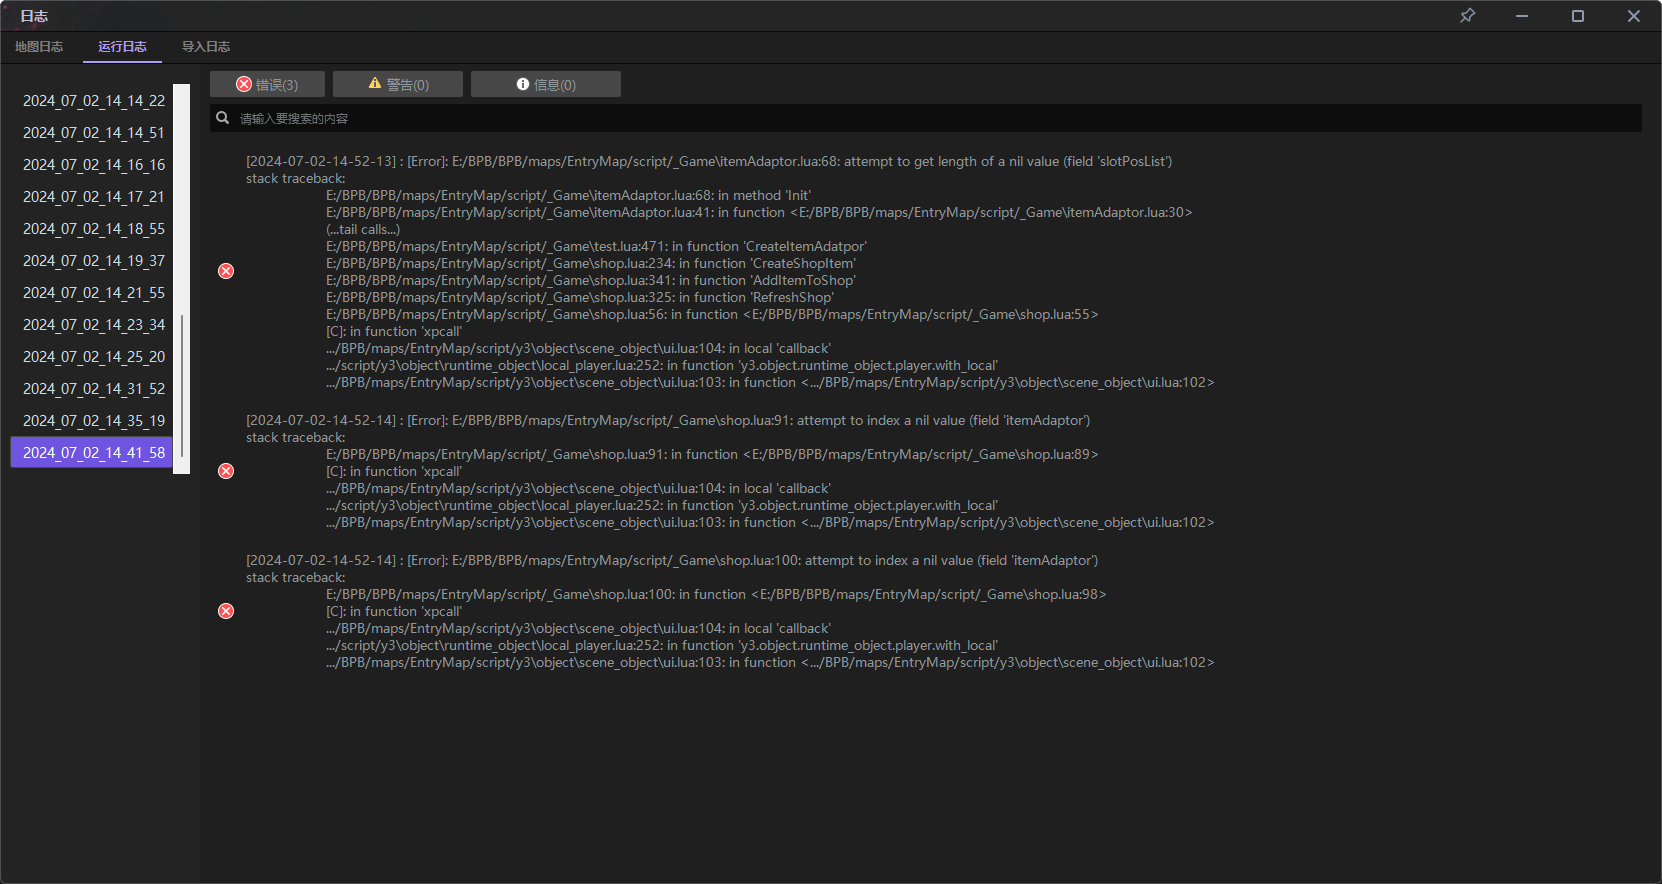 日志
地图日志
运行日志
导入日志
2024_07_02_14_14_22
2024_07_02_14_14_51
2024_07_02_14_16_16
2024_07_02_14_17_21
2024_07_02_14_18_55
2024_07_02_14_19_37
2024_07_02_14_21_55
2024_07_02_14_23_34
2024_07_02_14_25_20
2024_07_02_14_31_52
2024_07_02_14_35_19
2024_07_02_14_41_58
错误(3)
警告(0)
信息(0)
请输入要搜索的内容
[2024-07-02-14-52-13] : [Error]: E:/BPB/BPB/maps/EntryMap/script/_Game\itemAdaptor.lua:68: attempt to get length of a nil value (field 'slotPosList')
stack traceback:
E:/BPB/BPB/maps/EntryMap/script/_Game\itemAdaptor.lua:68: in method 'Init'
E:/BPB/BPB/maps/EntryMap/script/_Game\itemAdaptor.lua:41: in function <E:/BPB/BPB/maps/EntryMap/script/_Game\itemAdaptor.lua:30>
(...tail calls...)
E:/BPB/BPB/maps/EntryMap/script/_Game\test.lua:471: in function 'CreateItemAdatpor'
E:/BPB/BPB/maps/EntryMap/script/_Game\shop.lua:234: in function 'CreateShopItem'
E:/BPB/BPB/maps/EntryMap/script/_Game\shop.lua:341: in function 'AddItemToShop'
E:/BPB/BPB/maps/EntryMap/script/_Game\shop.lua:325: in function 'RefreshShop'
E:/BPB/BPB/maps/EntryMap/script/_Game\shop.lua:56: in function <E:/BPB/BPB/maps/EntryMap/script/_Game\shop.lua:55>
[C]: in function 'xpcall'
.../BPB/maps/EntryMap/script/y3\object\scene_object\ui.lua:104: in local 'callback'
.../script/y3\object\runtime_object\local_player.lua:252: in function 'y3.object.runtime_object.player.with_local'
.../BPB/maps/EntryMap/script/y3\object\scene_object\ui.lua:103: in function <.../BPB/maps/EntryMap/script/y3\object\scene_object\ui.lua:102>
[2024-07-02-14-52-14] : [Error]: E:/BPB/BPB/maps/EntryMap/script/_Game\shop.lua:91: attempt to index a nil value (field 'itemAdaptor')
stack traceback:
E:/BPB/BPB/maps/EntryMap/script/_Game\shop.lua:91: in function <E:/BPB/BPB/maps/EntryMap/script/_Game\shop.lua:89>
[C]: in function 'xpcall'
.../BPB/maps/EntryMap/script/y3\object\scene_object\ui.lua:104: in local 'callback'
.../script/y3\object\runtime_object\local_player.lua:252: in function 'y3.object.runtime_object.player.with_local'
.../BPB/maps/EntryMap/script/y3\object\scene_object\ui.lua:103: in function <.../BPB/maps/EntryMap/script/y3\object\scene_object\ui.lua:102>
[2024-07-02-14-52-14] : [Error]: E:/BPB/BPB/maps/EntryMap/script/_Game\shop.lua:100: attempt to index a nil value (field 'itemAdaptor')
stack traceback:
E:/BPB/BPB/maps/EntryMap/script/_Game\shop.lua:100: in function <E:/BPB/BPB/maps/EntryMap/script/_Game\shop.lua:98>
[C]: in function 'xpcall'
.../BPB/maps/EntryMap/script/y3\object\scene_object\ui.lua:104: in local 'callback'
.../script/y3\object\runtime_object\local_player.lua:252: in function 'y3.object.runtime_object.player.with_local'
.../BPB/maps/EntryMap/script/y3\object\scene_object\ui.lua:103: in function <.../BPB/maps/EntryMap/script/y3\object\scene_object\ui.lua:102>